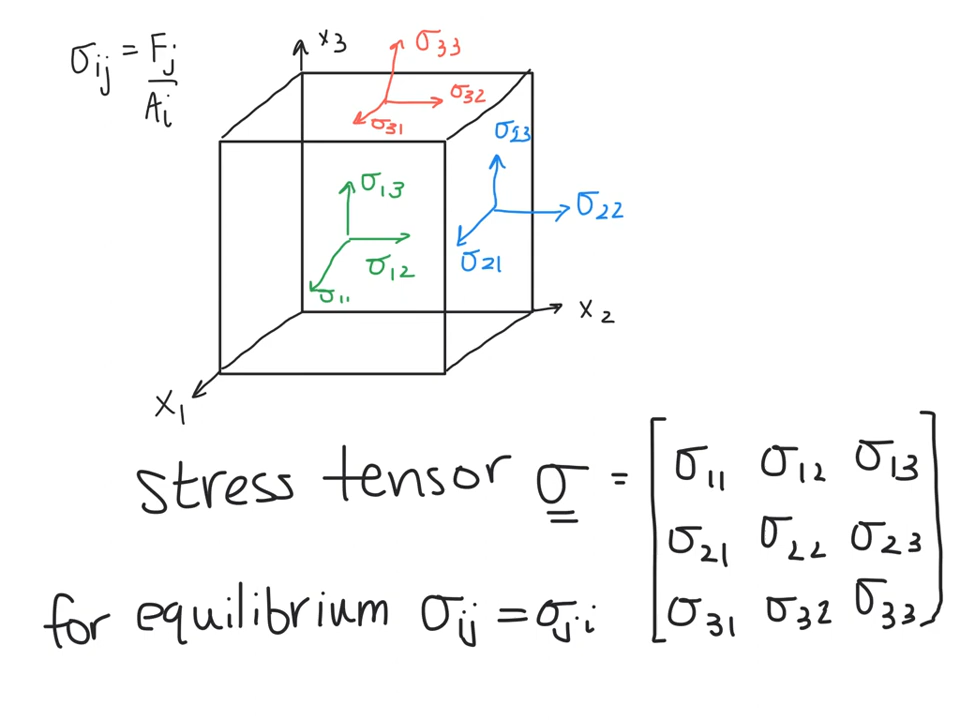 σij = Fj / Ai
x3
σ33
σ32
σ31
σ23
σ13
σ22
σ12
σ21
σ11
x2
x1
stress tensor σ = [σ11 σ12 σ13
σ21 σ22 σ23
σ31 σ32 σ33]
for equilibrium σij = σji